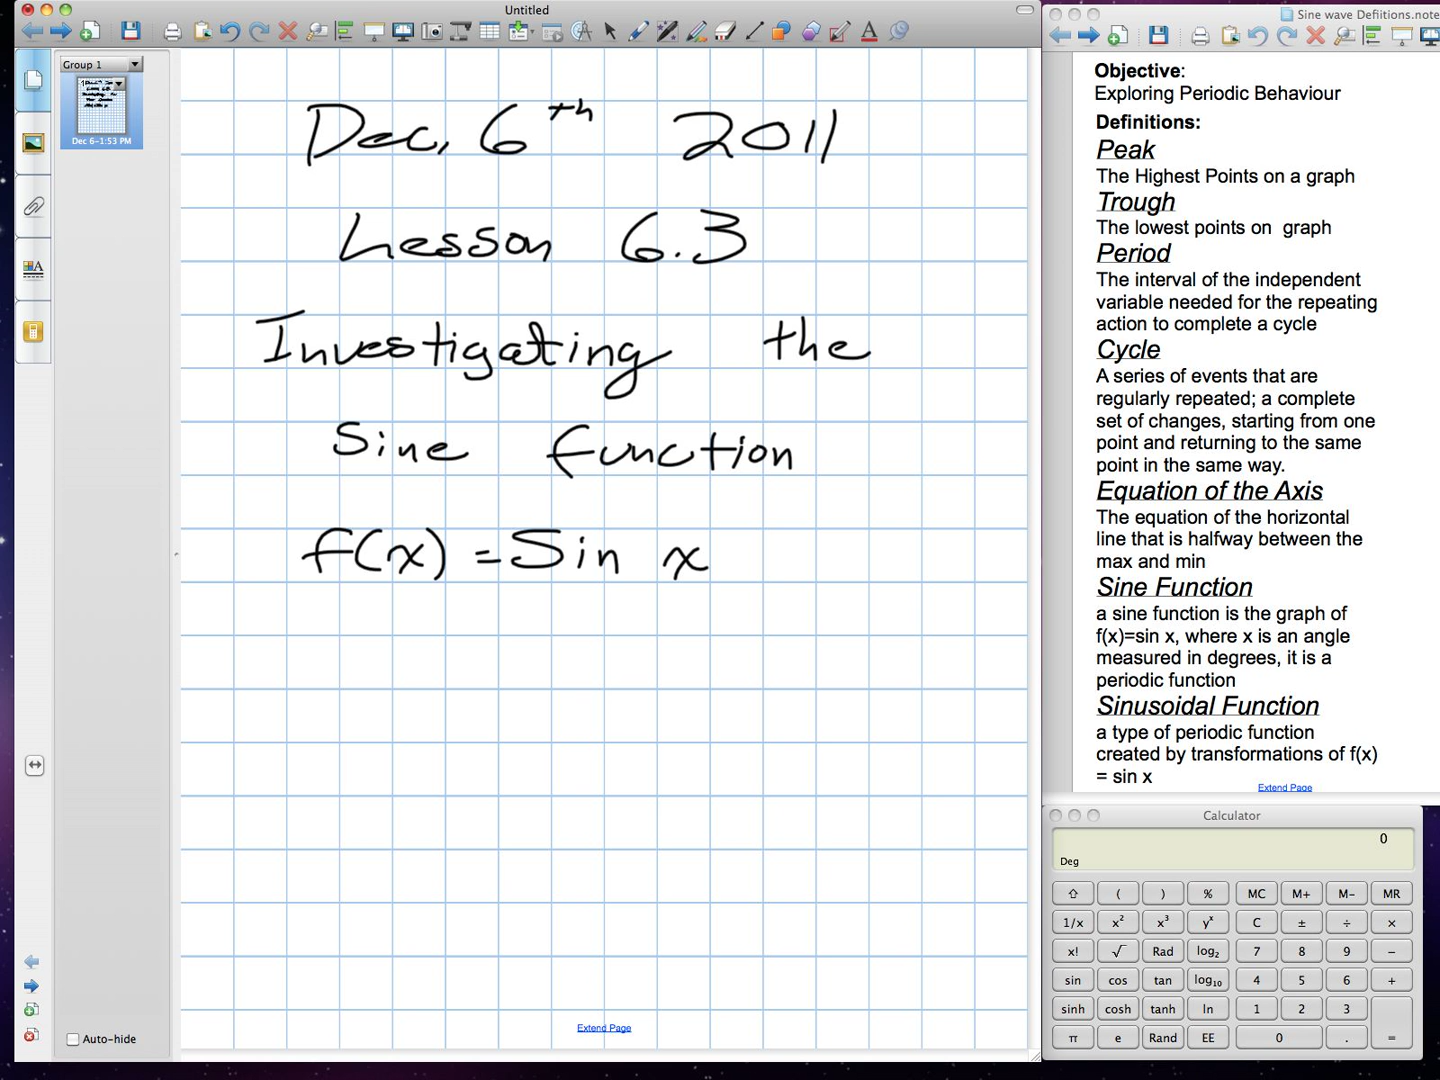 Untitled
Group 1
Dec 6-1:53 PM
Dec. 6th 2011
Lesson 6.3
Investigating the
Sine function
f(x) = Sin x
Extend Page
Auto-hide
Sine wave Defiitions.note
Objective:
Exploring Periodic Behaviour
Definitions:
Peak
The Highest Points on a graph
Trough
The lowest points on graph
Period
The interval of the independent
variable needed for the repeating
action to complete a cycle
Cycle
A series of events that are
regularly repeated; a complete
set of changes, starting from one
point and returning to the same
point in the same way.
Equation of the Axis
The equation of the horizontal
line that is halfway between the
max and min
Sine Function
a sine function is the graph of
f(x)=sin x, where x is an angle
measured in degrees, it is a
periodic function
Sinusoidal Function
a type of periodic function
created by transformations of f(x)
= sin x
Extend Page
Calculator
0
Deg
( ) % MC M+ M- MR
1/x x² x³ yˣ C ± ÷ ×
x! √ Rad log₂ 7 8 9 −
sin cos tan log₁₀ 4 5 6 +
sinh cosh tanh ln 1 2 3
π e Rand EE 0 . =